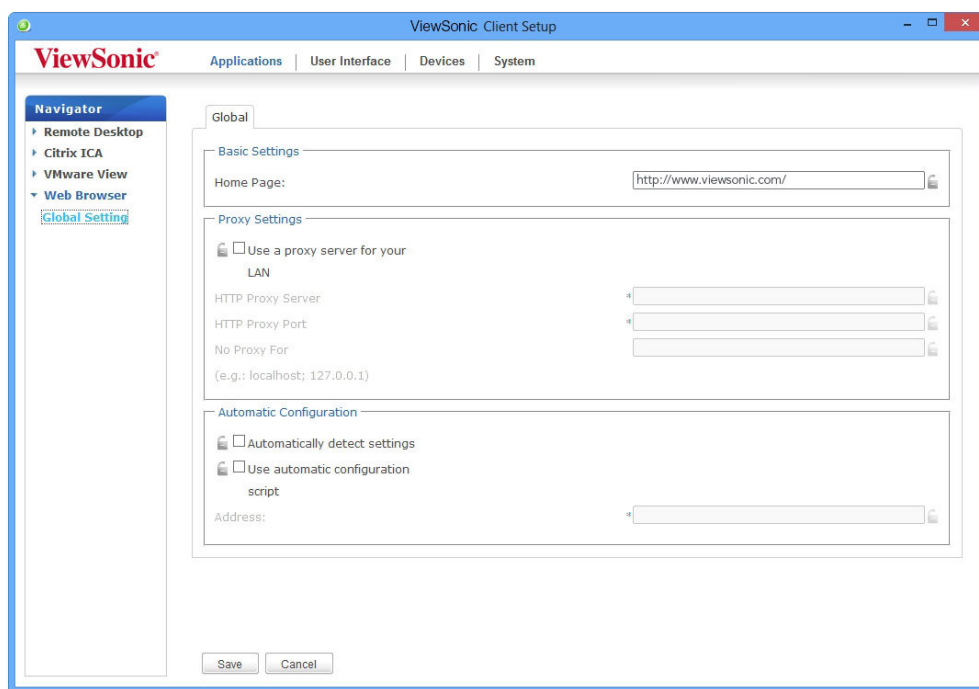 ViewSonic Client Setup
ViewSonic®
Applications | User Interface | Devices | System
Navigator
Remote Desktop
Citrix ICA
VMware View
Web Browser
Global Setting
Global
Basic Settings
Home Page:
http://www.viewsonic.com/
Proxy Settings
Use a proxy server for your
LAN
HTTP Proxy Server *
HTTP Proxy Port *
No Proxy For
(e.g.: localhost; 127.0.0.1)
Automatic Configuration
Automatically detect settings
Use automatic configuration
script
Address: *
Save
Cancel